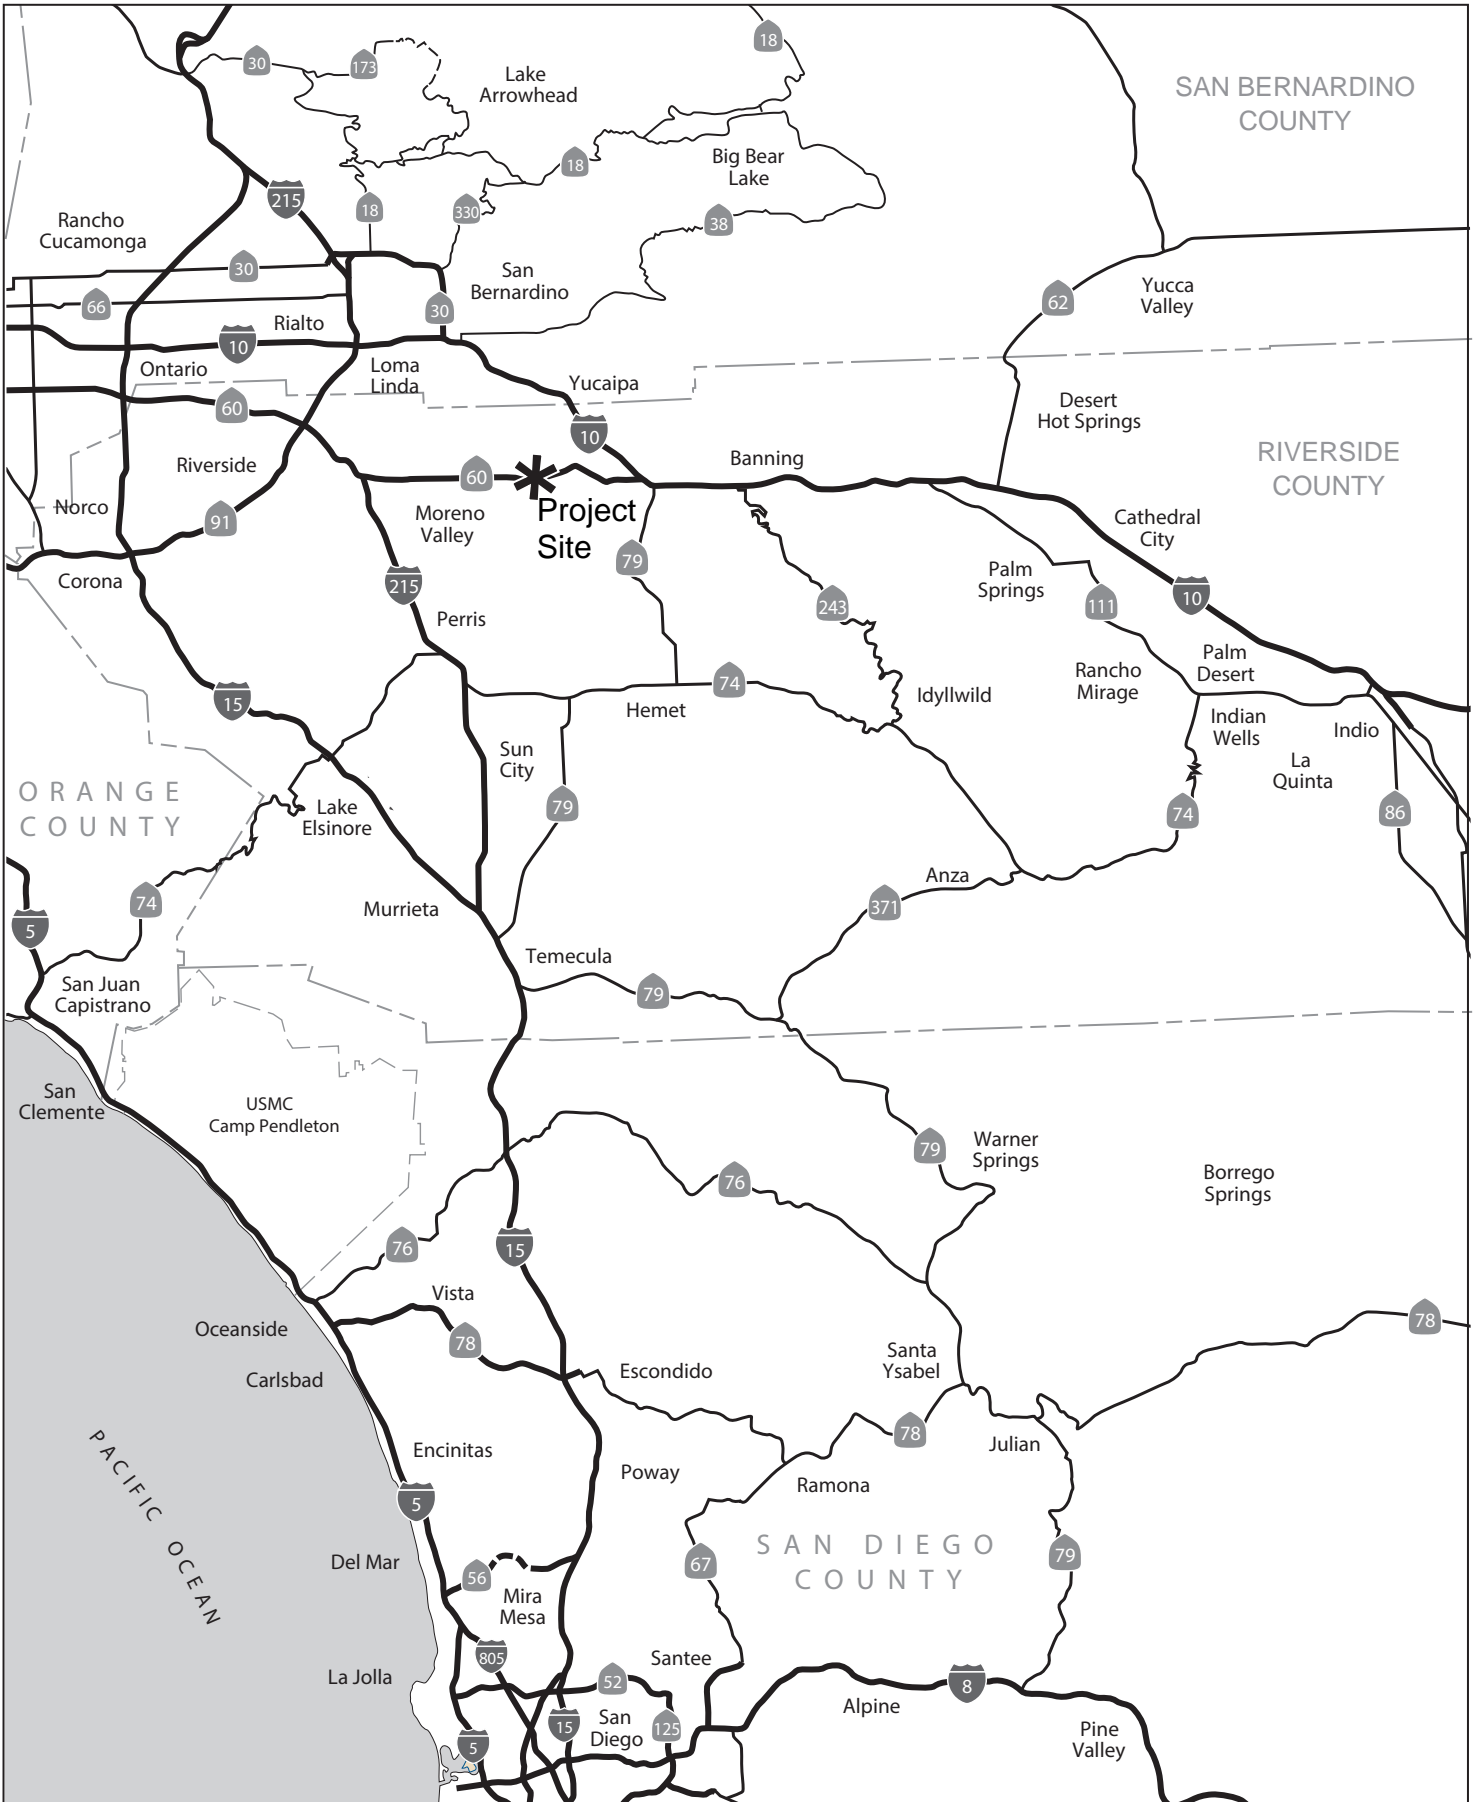 18
30
173
Lake
Arrowhead
SAN BERNARDINO
COUNTY
18
Big Bear
Lake
215
18
330
38
Rancho
Cucamonga
30
San
Bernardino
66
30
62
Yucca
Valley
Rialto
10
Ontario
Loma
Linda
Yucaipa
60
Desert
Hot Springs
10
RIVERSIDE
COUNTY
Riverside
60
Banning
Norco
91
Moreno
Valley
Project
Site
Cathedral
City
79
Corona
215
Palm
Springs
243
111
10
Perris
Palm
Desert
Rancho
Mirage
74
Idyllwild
15
Hemet
Indian
Wells
Indio
Sun
City
La
Quinta
ORANGE
COUNTY
Lake
Elsinore
79
74
86
Anza
74
Murrieta
371
5
Temecula
San Juan
Capistrano
79
San
Clemente
USMC
Camp Pendleton
79
Warner
Springs
76
Borrego
Springs
76
15
Vista
Oceanside
78
78
Carlsbad
Escondido
Santa
Ysabel
78
Julian
Encinitas
Poway
Ramona
PACIFIC OCEAN
5
SAN DIEGO
COUNTY
Del Mar
56
67
79
Mira
Mesa
805
Santee
La Jolla
52
8
Alpine
15
San
Diego
125
5
Pine
Valley